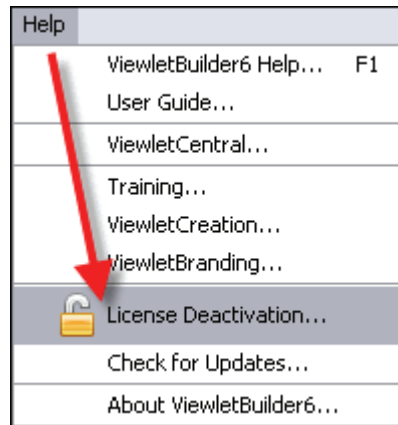 Help
ViewletBuilder6 Help... F1
User Guide...
ViewletCentral...
Training...
ViewletCreation...
ViewletBranding...
License Deactivation...
Check for Updates...
About ViewletBuilder6...